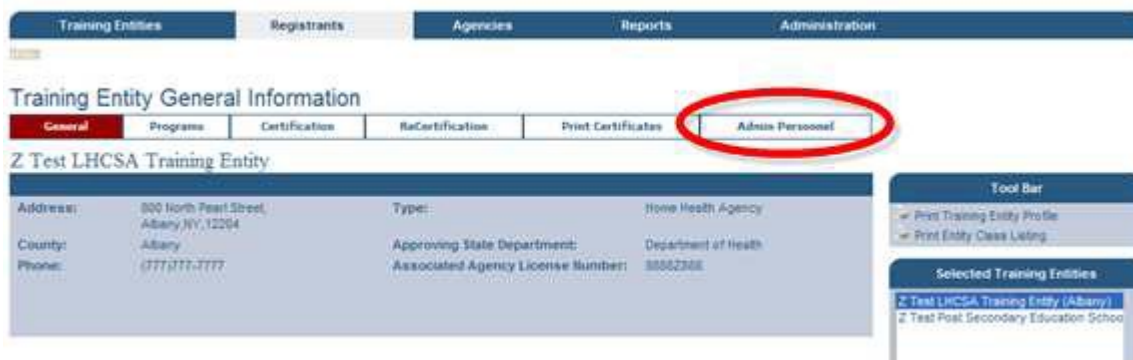 Training Entities Registrants Agencies Reports Administration
Training Entity General Information
General Programs Certification ReCertification Print Certificates Admin Personnel
Z Test LHCSA Training Entity
Address: 800 North Pearl Street, Type: Home Health Agency
Albany, NY, 12204
County: Albany Approving State Department: Department of Health
Phone: (777)777-7777 Associated Agency License Number:
Tool Bar
Print Training Entity Profile
Print Entity Class Listing
Selected Training Entities
Z Test LHCSA Training Entity (Albany)
Z Test Post Secondary Education Schoo